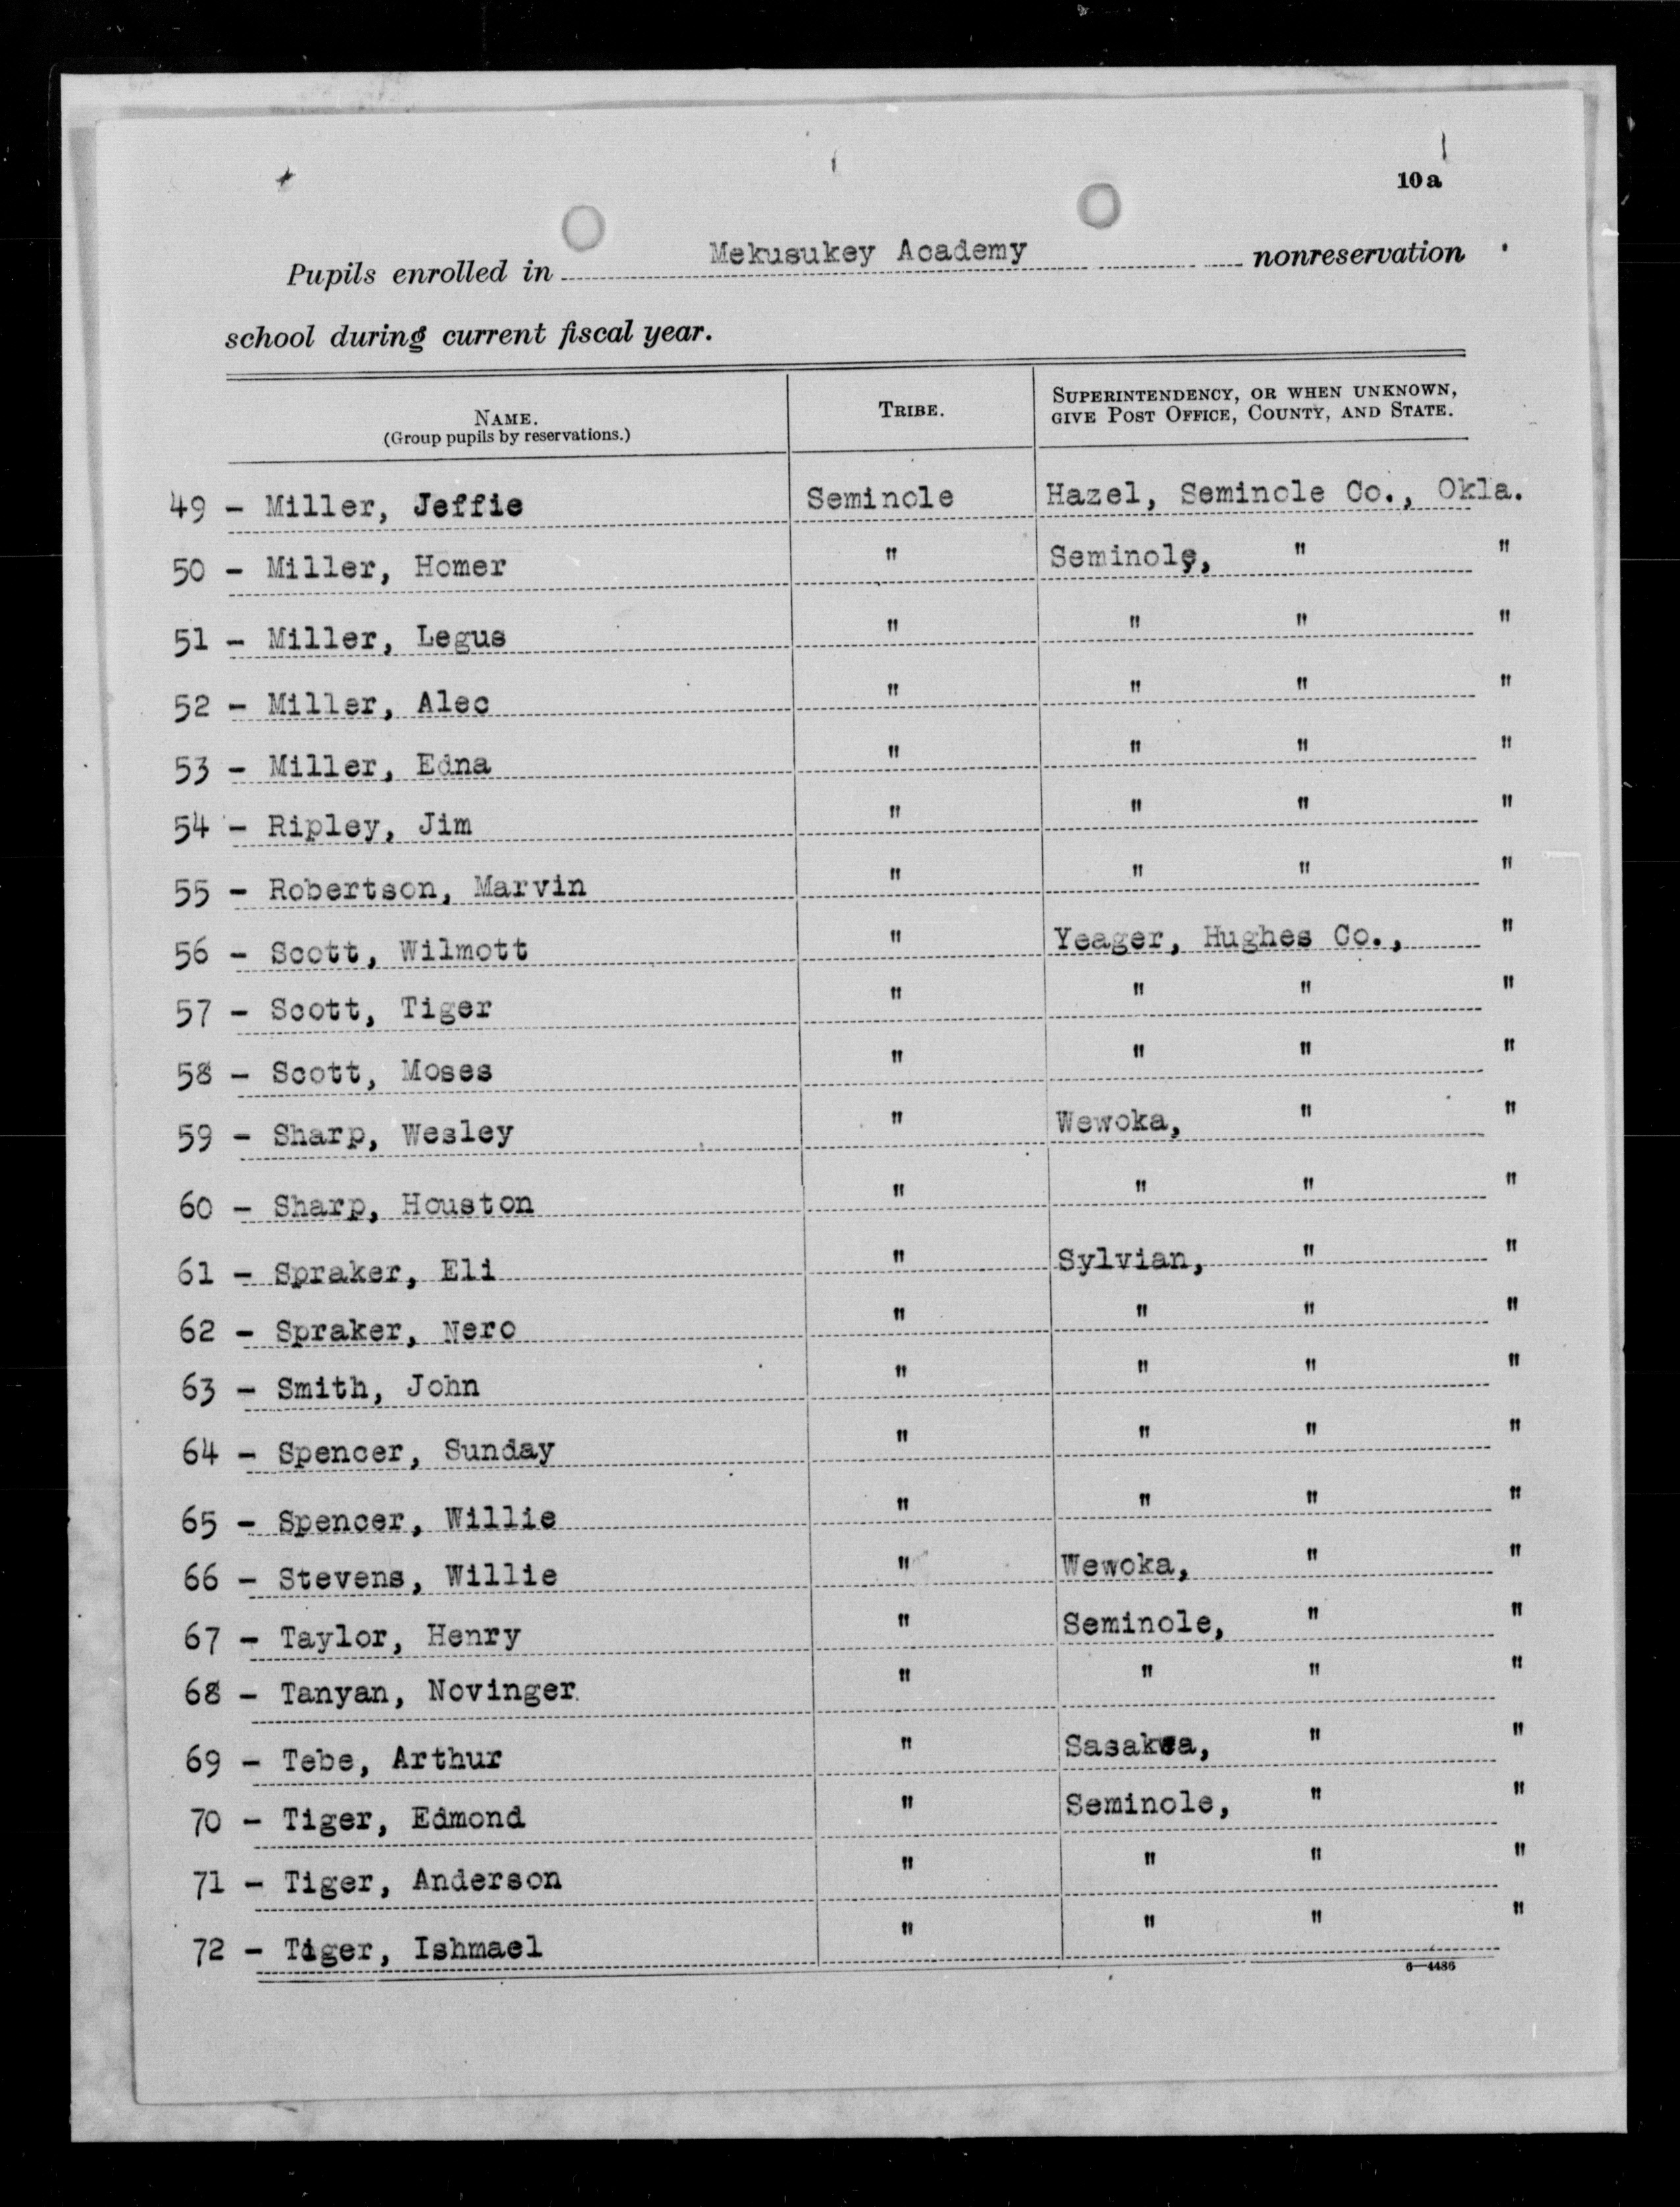 10a
Pupils enrolled in Mekusukey Academy nonreservation
school during current fiscal year.
NAME. (Group pupils by reservations.) TRIBE. SUPERINTENDENCY, OR WHEN UNKNOWN, GIVE POST OFFICE, COUNTY, AND STATE.
49 - Miller, Jeffie Seminole Hazel, Seminole Co., Okla.
50 - Miller, Homer " Seminole, " "
51 - Miller, Legus " " " "
52 - Miller, Alec " " " "
53 - Miller, Edna " " " "
54 - Ripley, Jim " " " "
55 - Robertson, Marvin " " " "
56 - Scott, Wilmott " Yeager, Hughes Co., "
57 - Scott, Tiger " " " "
58 - Scott, Moses " " " "
59 - Sharp, Wesley " Wewoka, " "
60 - Sharp, Houston " " " "
61 - Spraker, Eli " Sylvian, " "
62 - Spraker, Nero " " " "
63 - Smith, John " " " "
64 - Spencer, Sunday " " " "
65 - Spencer, Willie " " " "
66 - Stevens, Willie " Wewoka, " "
67 - Taylor, Henry " Seminole, " "
68 - Tanyan, Novinger " " " "
69 - Tebe, Arthur " Sasakwa, " "
70 - Tiger, Edmond " Seminole, " "
71 - Tiger, Anderson " " " "
72 - Tiger, Ishmael " " " "
6—4486